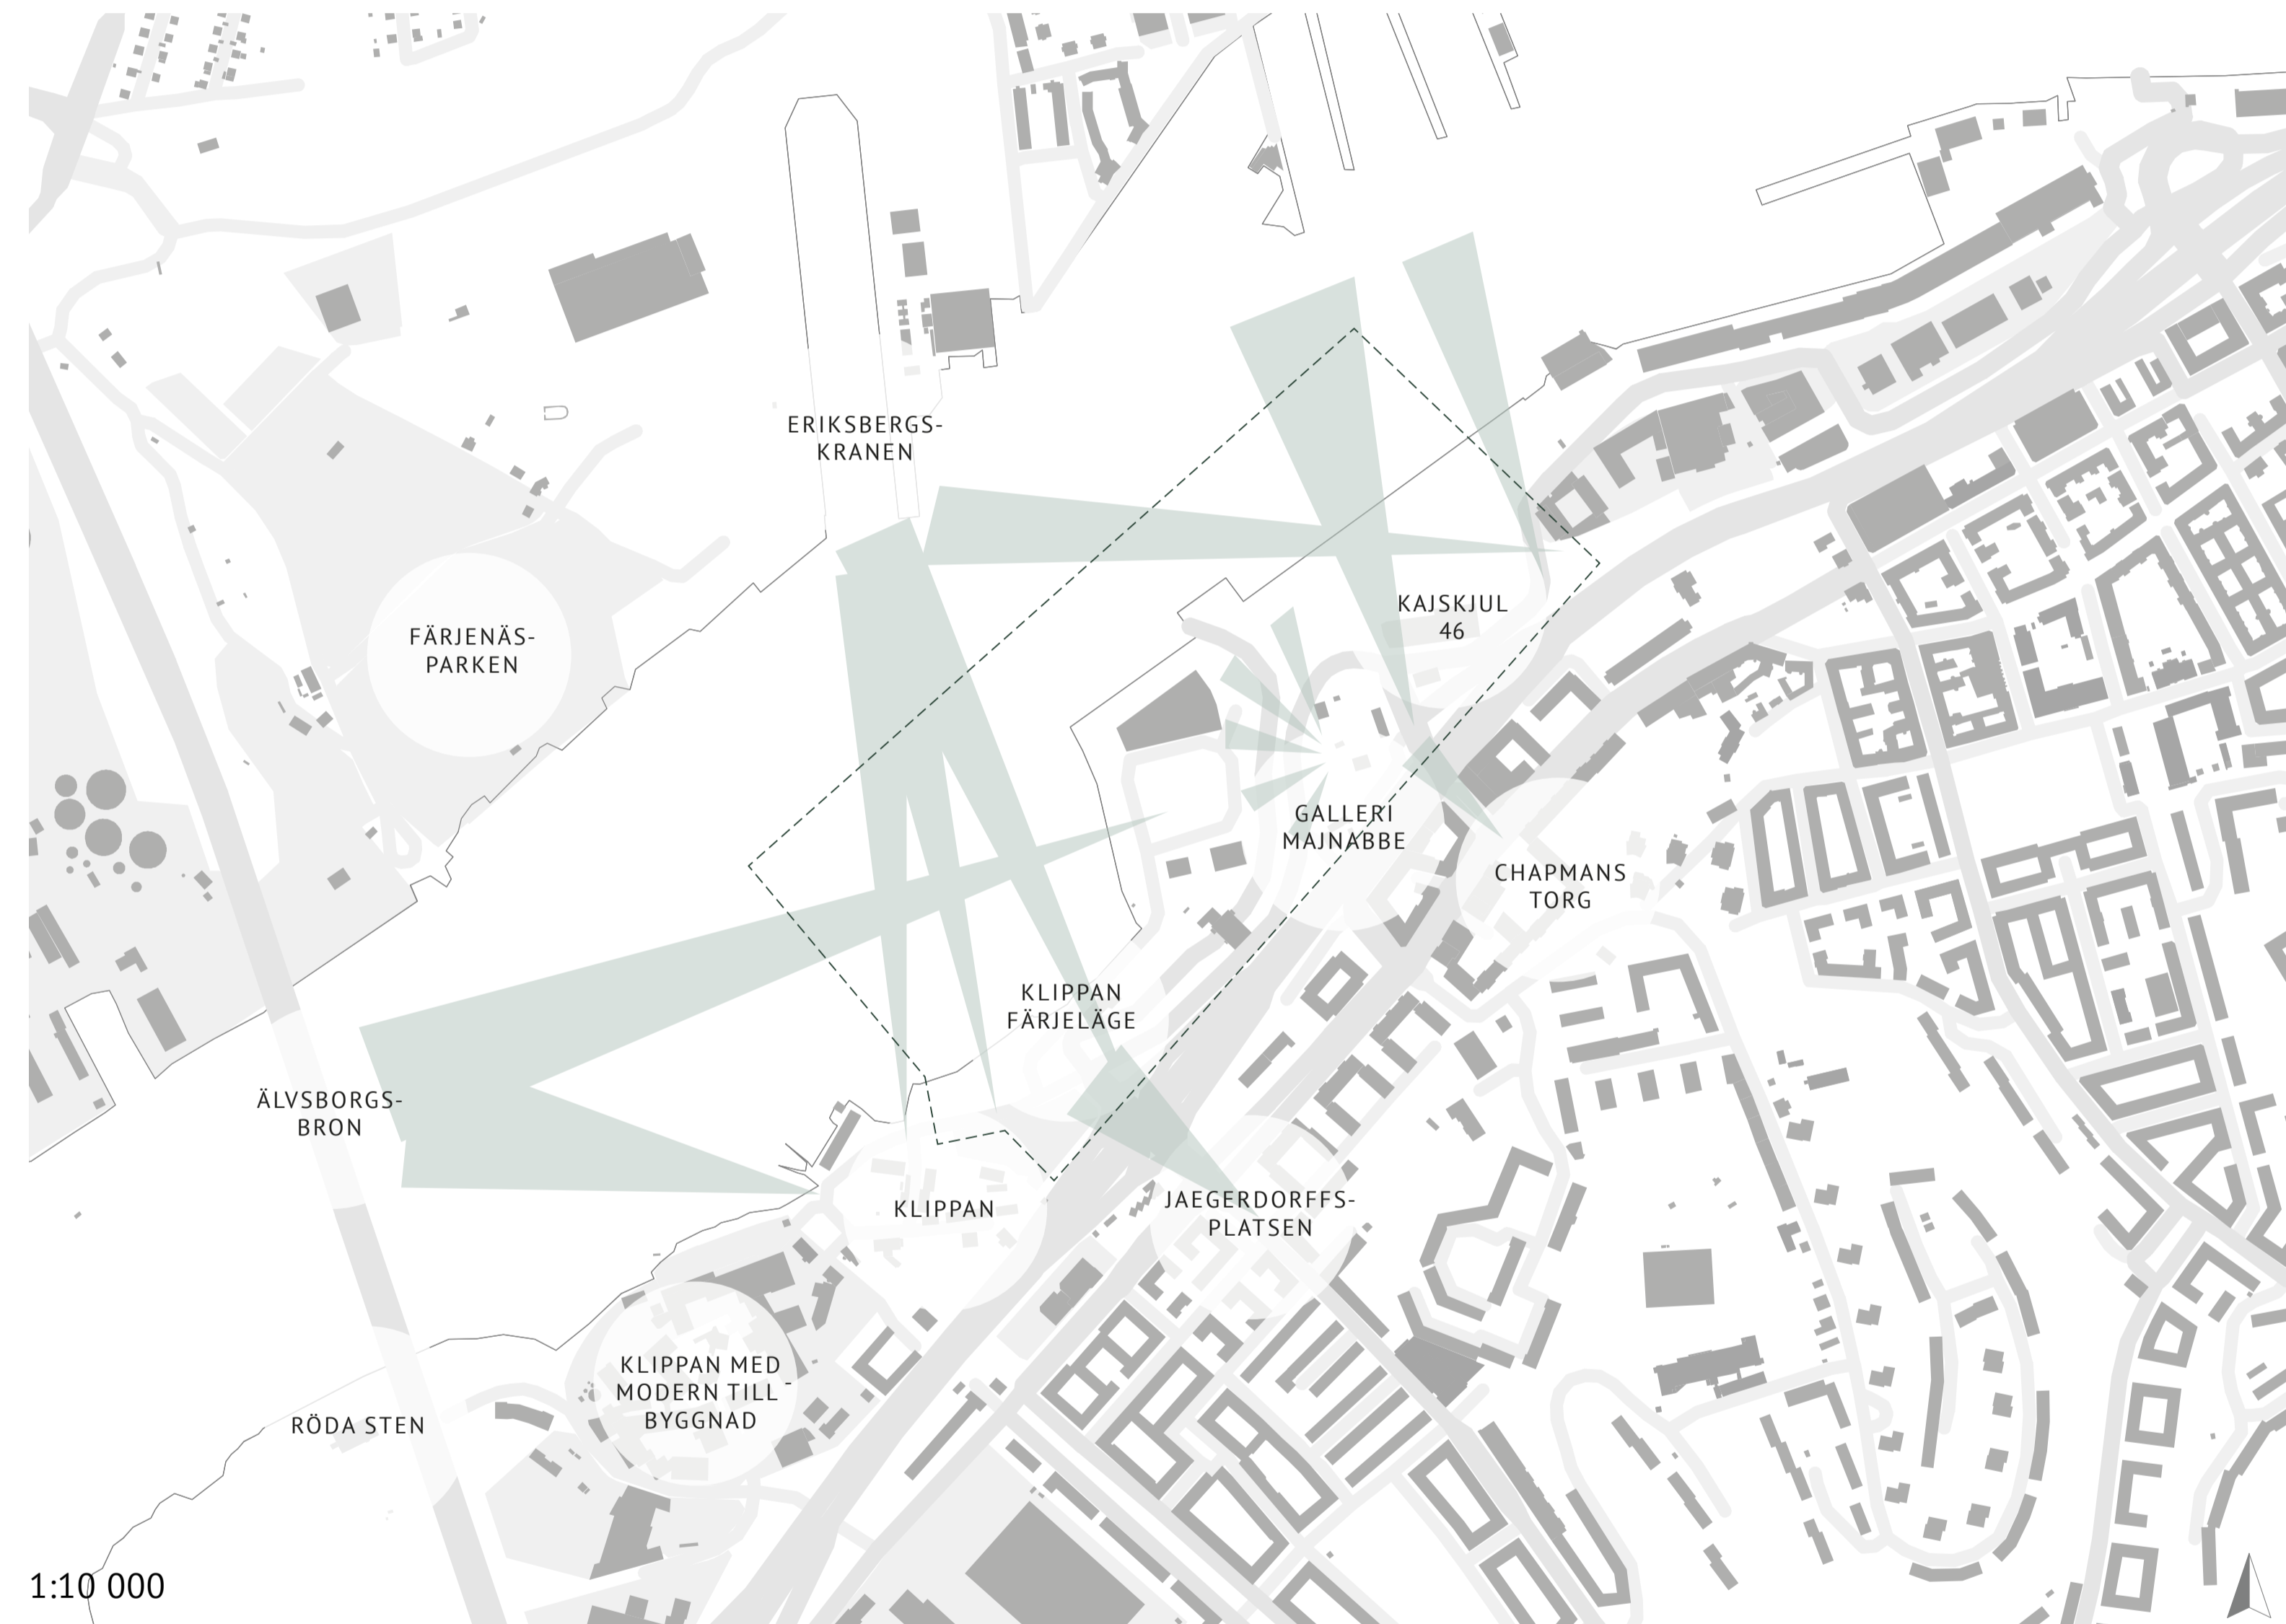 ERIKSBERGS-
KRANEN
FÄRJENÄS-
PARKEN
KAJSKJUL
46
GALLERI
MAJNABBE
CHAPMANS
TORG
KLIPPAN
FÄRJELÄGE
ÄLVSBORGS-
BRON
KLIPPAN
JAEGERDORFFS-
PLATSEN
KLIPPAN MED
MODERN TILL-
BYGGNAD
RÖDA STEN
1:10 000